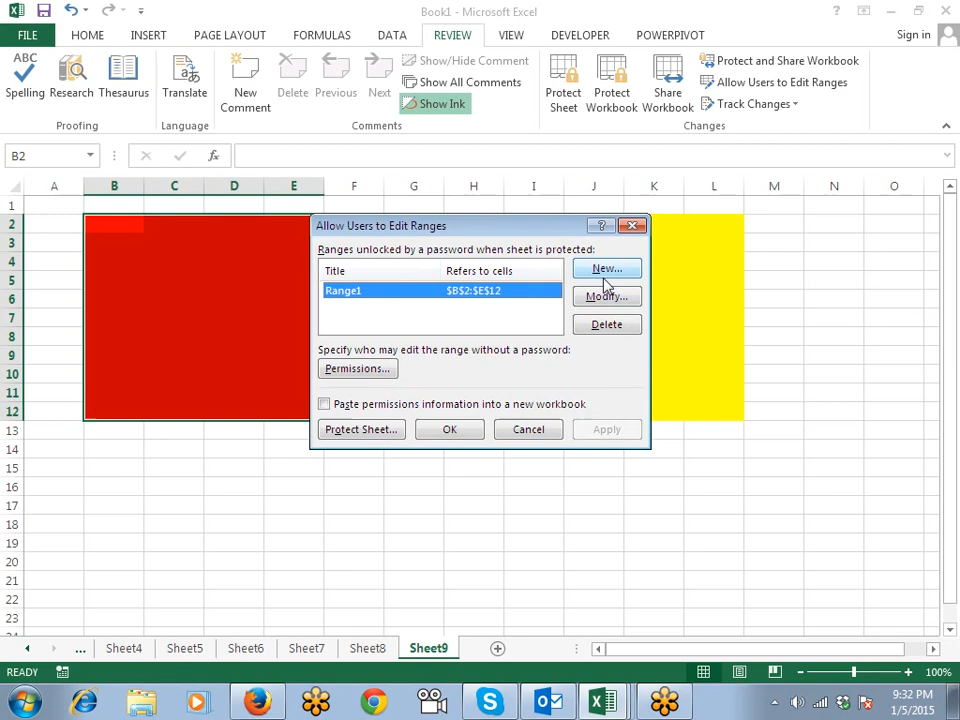 Book1 - Microsoft Excel
FILE HOME INSERT PAGE LAYOUT FORMULAS DATA REVIEW VIEW DEVELOPER POWERPIVOT Sign in
ABC
Spelling Research Thesaurus
Proofing
Translate
Language
New Comment Delete Previous Next
Show/Hide Comment
Show All Comments
Show Ink
Comments
Protect Sheet Protect Workbook Share Workbook
Protect and Share Workbook
Allow Users to Edit Ranges
Track Changes
Changes
B2
fx
A B C D E F G H I J K L M N O
1
2
3
4
5
6
7
8
9
10
11
12
13
14
15
16
17
18
19
20
21
22
23
Allow Users to Edit Ranges
Ranges unlocked by a password when sheet is protected:
Title Refers to cells
Range1 $B$2:$E$12
New...
Modify...
Delete
Specify who may edit the range without a password:
Permissions...
Paste permissions information into a new workbook
Protect Sheet... OK Cancel Apply
... Sheet4 Sheet5 Sheet6 Sheet7 Sheet8 Sheet9
READY 100%
9:32 PM
1/5/2015